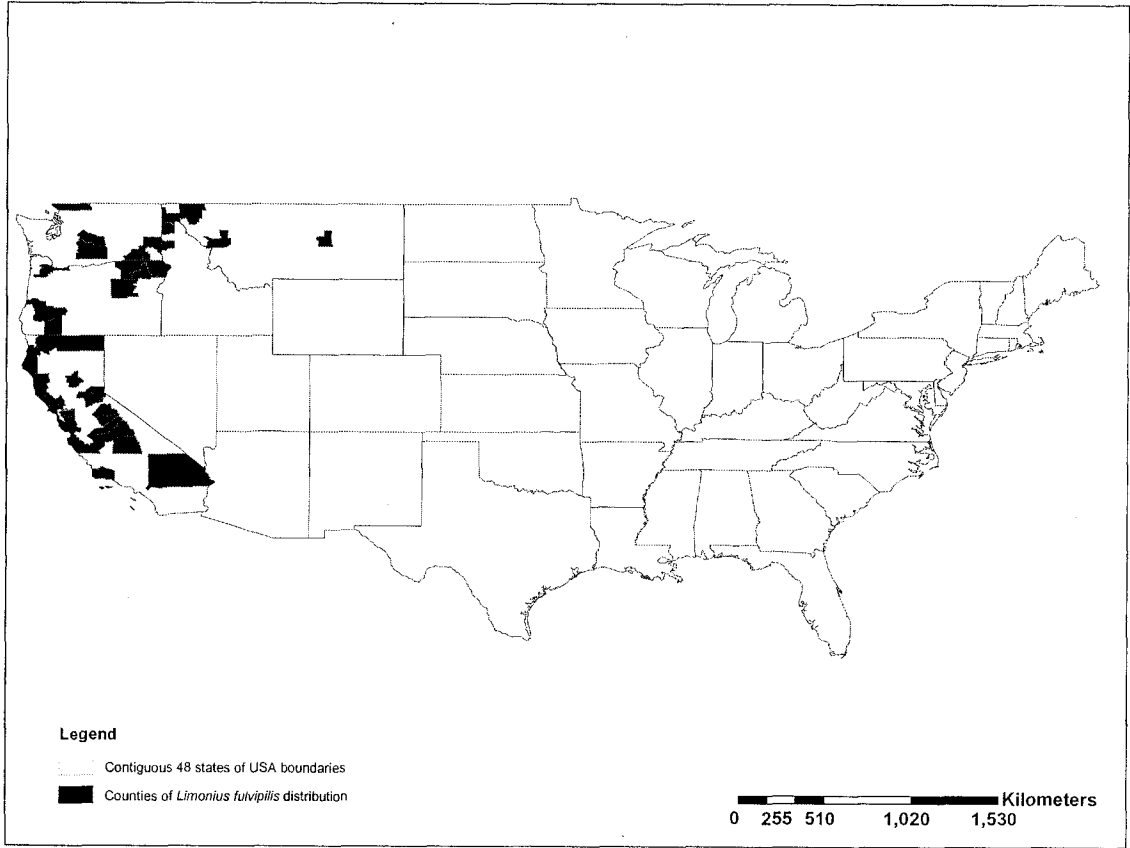 Legend
Contiguous 48 states of USA boundaries
Counties of Limonius fulvipilis distribution
Kilometers
0 255 510 1,020 1,530